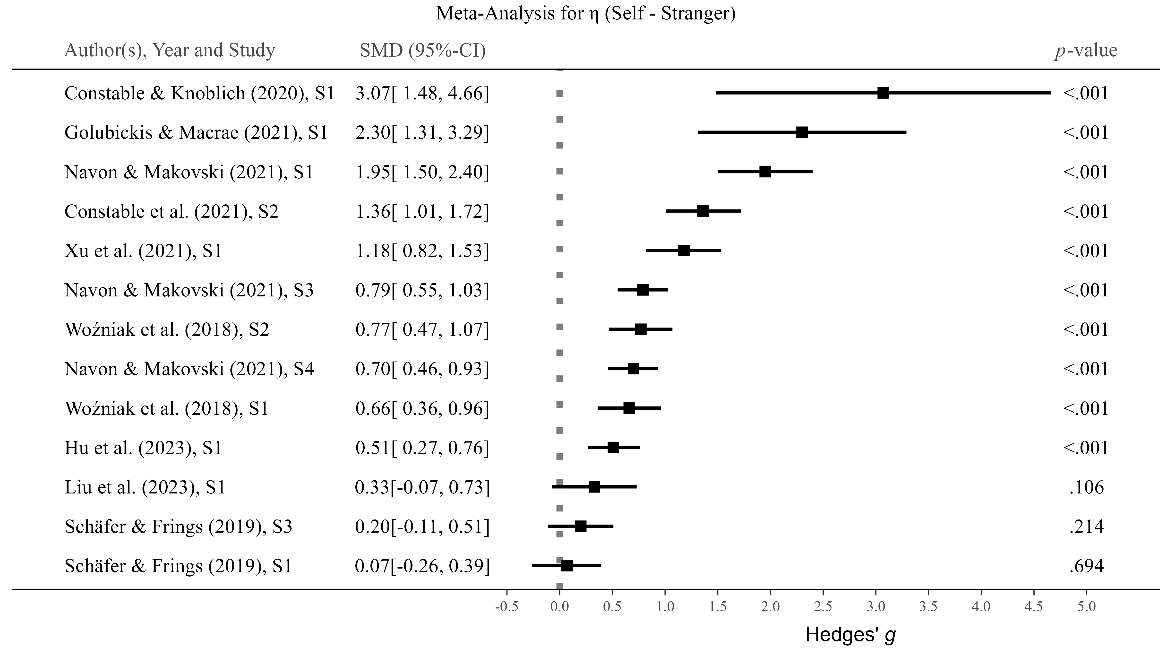 Meta-Analysis for η (Self - Stranger)
Author(s), Year and Study SMD (95%-CI) p-value
Constable & Knoblich (2020), S1 3.07[ 1.48, 4.66] <.001
Golubickis & Macrae (2021), S1 2.30[ 1.31, 3.29] <.001
Navon & Makovski (2021), S1 1.95[ 1.50, 2.40] <.001
Constable et al. (2021), S2 1.36[ 1.01, 1.72] <.001
Xu et al. (2021), S1 1.18[ 0.82, 1.53] <.001
Navon & Makovski (2021), S3 0.79[ 0.55, 1.03] <.001
Woźniak et al. (2018), S2 0.77[ 0.47, 1.07] <.001
Navon & Makovski (2021), S4 0.70[ 0.46, 0.93] <.001
Woźniak et al. (2018), S1 0.66[ 0.36, 0.96] <.001
Hu et al. (2023), S1 0.51[ 0.27, 0.76] <.001
Liu et al. (2023), S1 0.33[-0.07, 0.73] .106
Schäfer & Frings (2019), S3 0.20[-0.11, 0.51] .214
Schäfer & Frings (2019), S1 0.07[-0.26, 0.39] .694
-0.5 0.0 0.5 1.0 1.5 2.0 2.5 3.0 3.5 4.0 4.5 5.0
Hedges' g